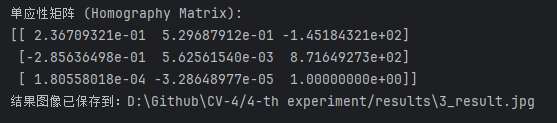 单应性矩阵 (Homography Matrix):
[[ 2.36709321e-01  5.29687912e-01 -1.45184321e+02]
 [-2.85636498e-01  5.62561540e-03  8.71649273e+02]
 [ 1.80558018e-04 -3.28648977e-05  1.00000000e+00]]
结果图像已保存到：D:\Github\CV-4/4-th experiment/results\3_result.jpg